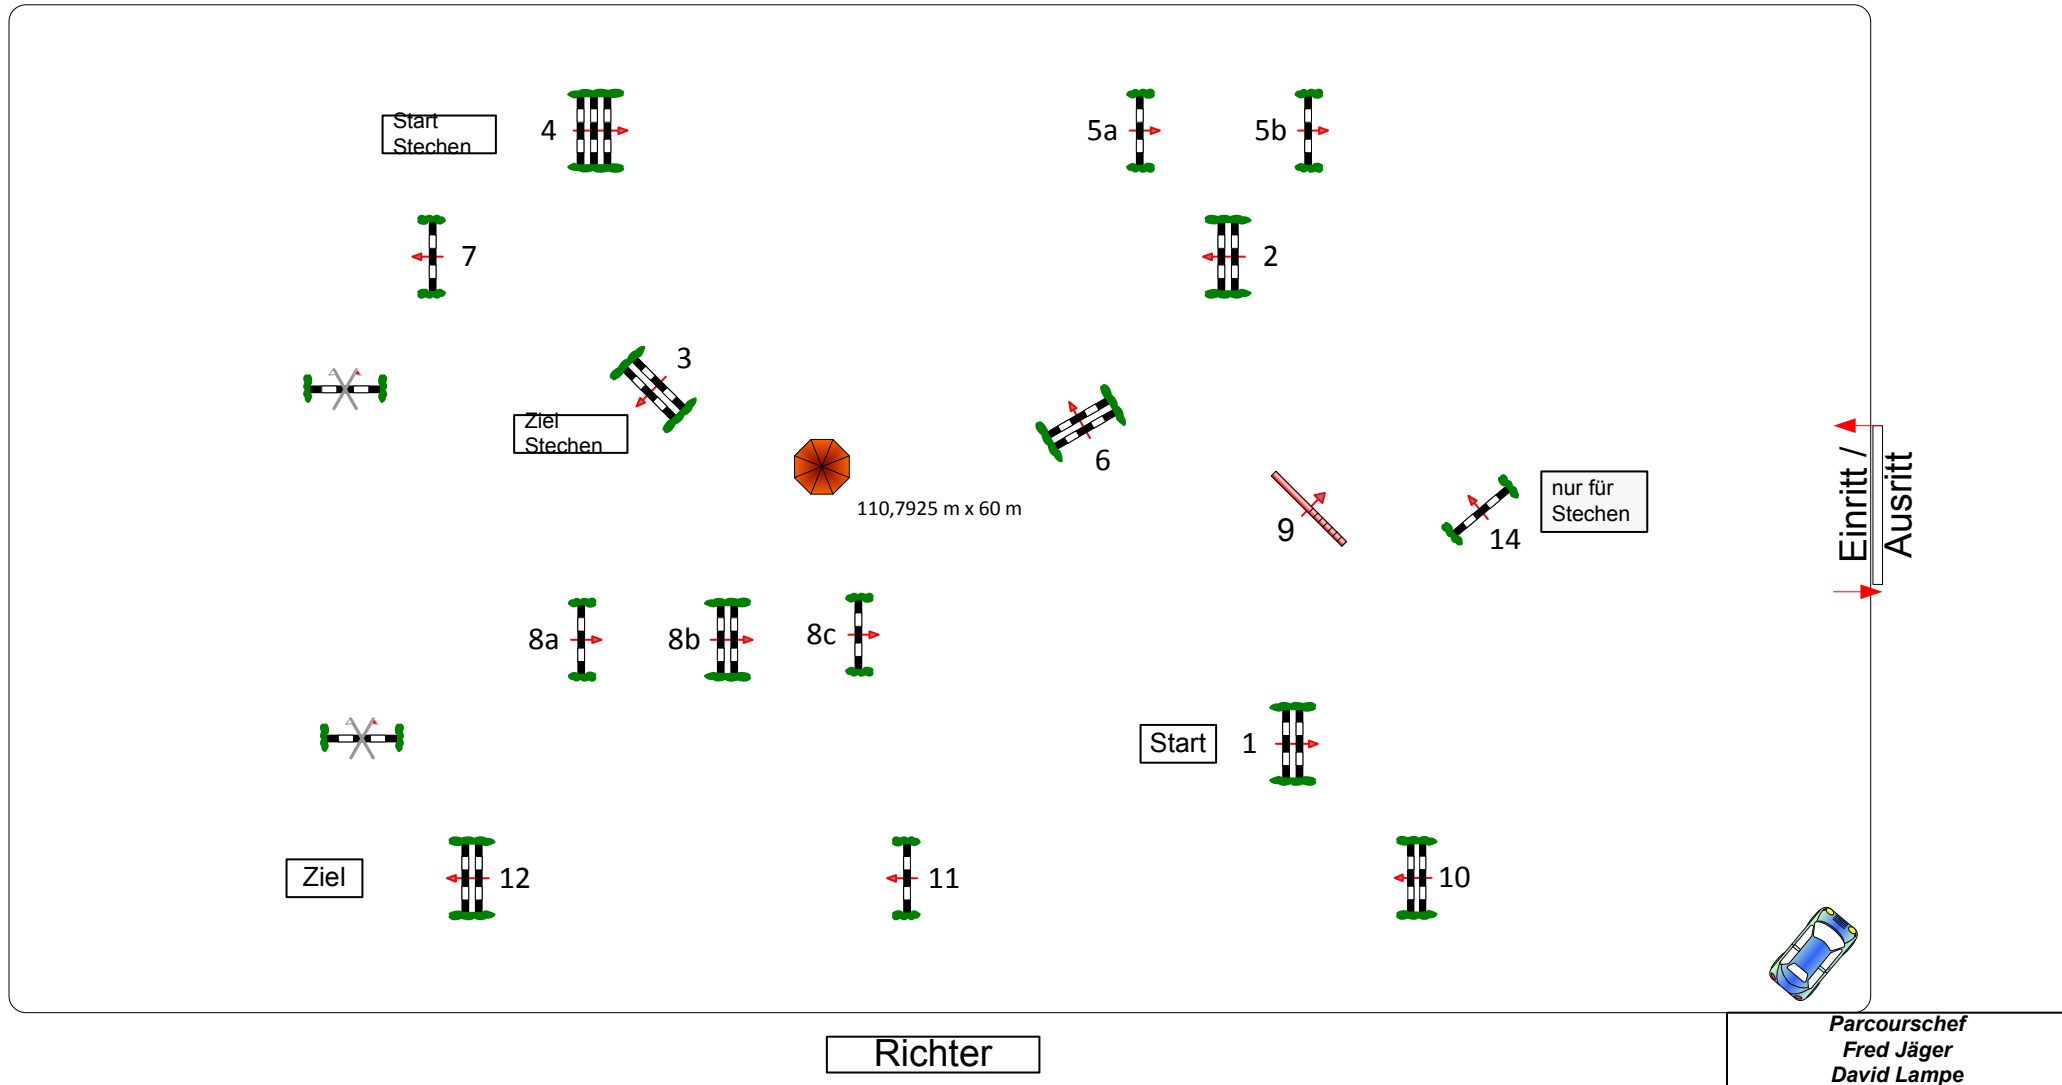 Start
Stechen
4
5a
5b
7
2
3
Ziel
Stechen
6
110,7925 m x 60 m
9
14
nur für
Stechen
Einritt /
Ausritt
8a
8b
8c
Start
1
Ziel
12
11
10
Richter
Parcourschef
Fred Jäger
David Lampe